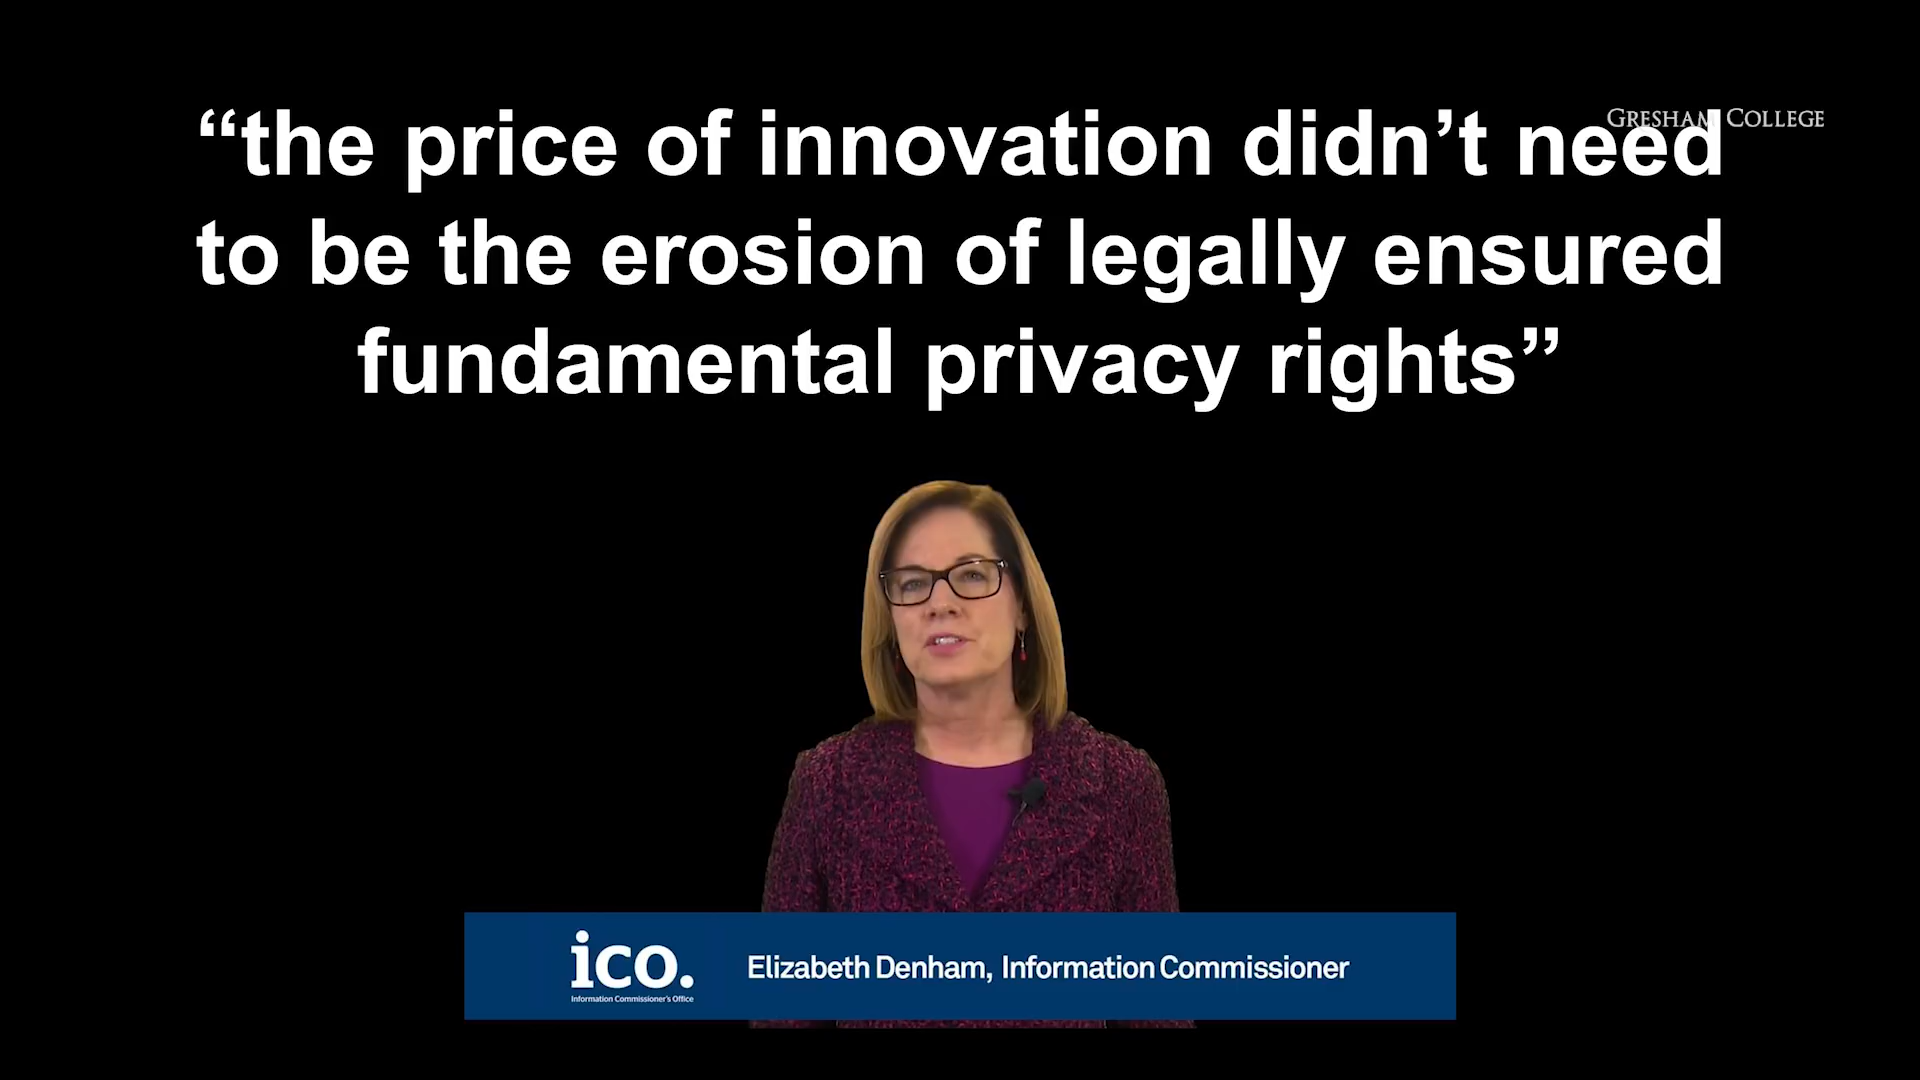 GRESHAM COLLEGE
“the price of innovation didn’t need
to be the erosion of legally ensured
fundamental privacy rights”
ico.
Information Commissioner's Office
Elizabeth Denham, Information Commissioner